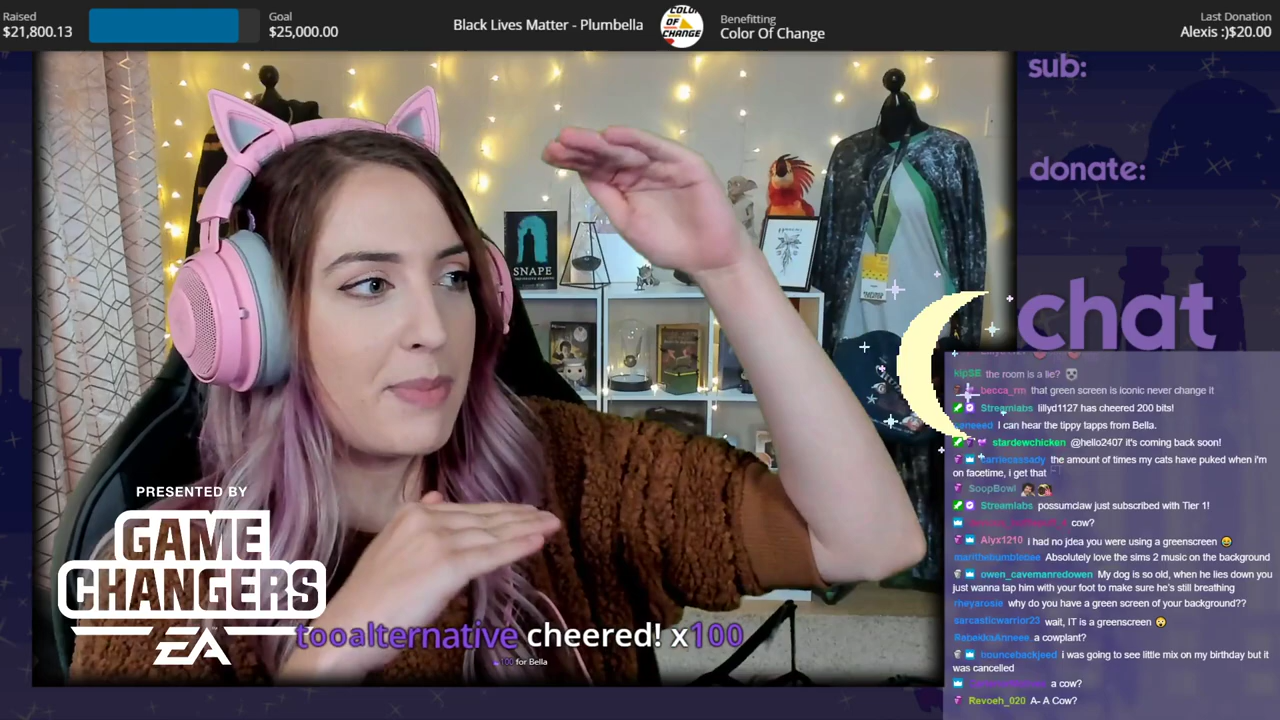 Raised
$21,800.13
Goal
$25,000.00
Black Lives Matter - Plumbella
COLOR
OF
CHANGE
Benefitting
Color Of Change
Last Donation
Alexis :)$20.00
sub:
donate:
chat
SNAPE
PRESENTED BY
GAME
CHANGERS
EA
tooalternative cheered! x100
100 for Bella
kipSE the room is a lie?
becca_rm that green screen is iconic never change it
Streamlabs lillyd1127 has cheered 200 bits!
I can hear the tippy tapps from Bella.
stardewchicken @hello2407 it's coming back soon!
carriecassady the amount of times my cats have puked when i'm
on facetime, i get that
SoopBowl
Streamlabs possumclaw just subscribed with Tier 1!
cow?
Alyx1210 I had no idea you were using a greenscreen
marithebumblebee Absolutely love the sims 2 music on the background
owen_cavemanredowen My dog is so old, when he lies down you
just wanna tap him with your foot to make sure he's still breathing
rheyarosie why do you have a green screen of your background??
sarcasticwarrior23 wait, IT is a greenscreen
RabekkaAnneee a cowplant?
bouncebackjeed i was going to see little mix on my birthday but it
was cancelled
a cow?
Revoeh_020 A- A Cow?